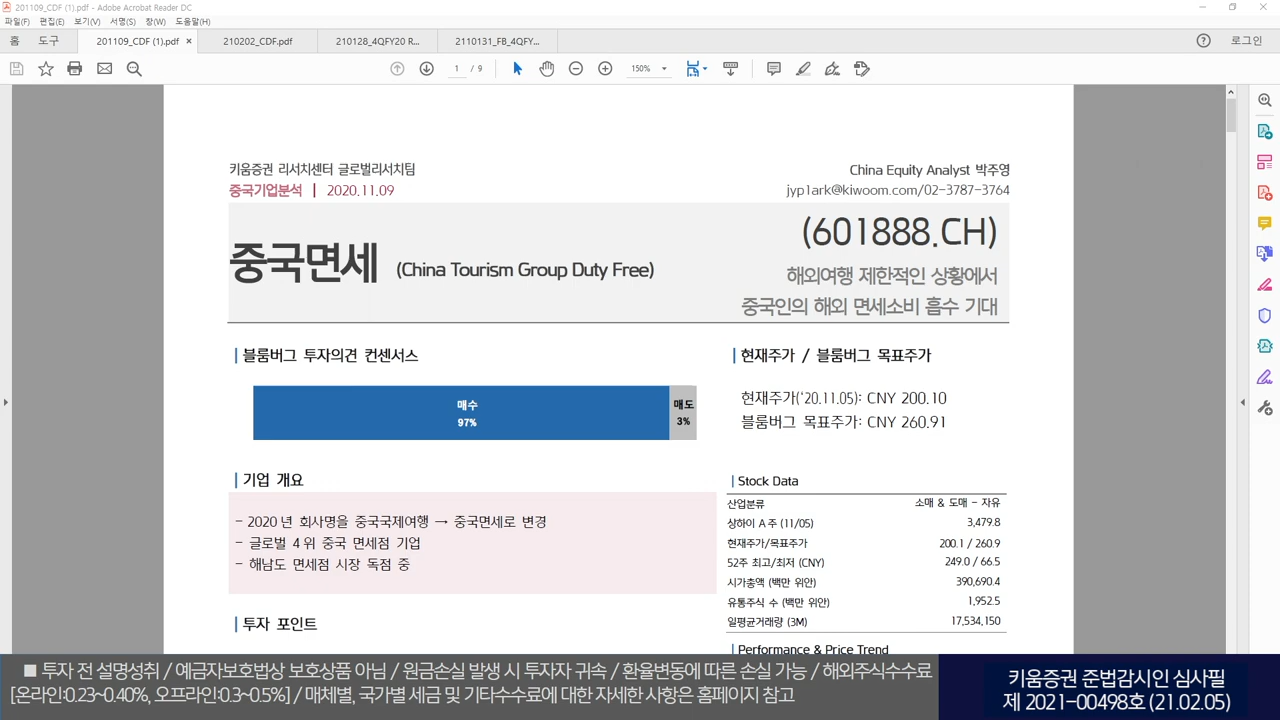 201109_CDF (1).pdf - Adobe Acrobat Reader DC
파일(F) 편집(E) 보기(V) 서명(S) 창(W) 도움말(H)
홈 도구 201109_CDF (1).pdf × 210202_CDF.pdf 210128_4QFY20 R... 2110131_FB_4QFY... 로그인
1 / 9 150%
키움증권 리서치센터 글로벌리서치팀
China Equity Analyst 박주영
중국기업분석 | 2020.11.09
jyp1ark@kiwoom.com/02-3787-3764
중국면세 (China Tourism Group Duty Free)
(601888.CH)
해외여행 제한적인 상황에서
중국인의 해외 면세소비 흡수 기대
블룸버그 투자의견 컨센서스
매수
97%
매도
3%
현재주가 / 블룸버그 목표주가
현재주가('20.11.05): CNY 200.10
블룸버그 목표주가: CNY 260.91
기업 개요
- 2020년 회사명을 중국국제여행 → 중국면세로 변경
- 글로벌 4위 중국 면세점 기업
- 해남도 면세점 시장 독점 중
투자 포인트
Stock Data
산업분류 소매 & 도매 - 자유
상하이 A주 (11/05) 3,479.8
현재주가/목표주가 200.1 / 260.9
52주 최고/최저 (CNY) 249.0 / 66.5
시가총액 (백만 위안) 390,690.4
유통주식 수 (백만 위안) 1,952.5
일평균거래량 (3M) 17,534,150
Performance & Price Trend
■ 투자 전 설명성취 / 예금자보호법상 보호상품 아님 / 원금손실 발생 시 투자자 귀속 / 환율변동에 따른 손실 가능 / 해외주식수수료
[온라인:0.23~0.40%, 오프라인:0.3~0.5%] / 매체별, 국가별 세금 및 기타수수료에 대한 자세한 사항은 홈페이지 참고
키움증권 준법감시인 심사필
제 2021-00498호 (21.02.05)